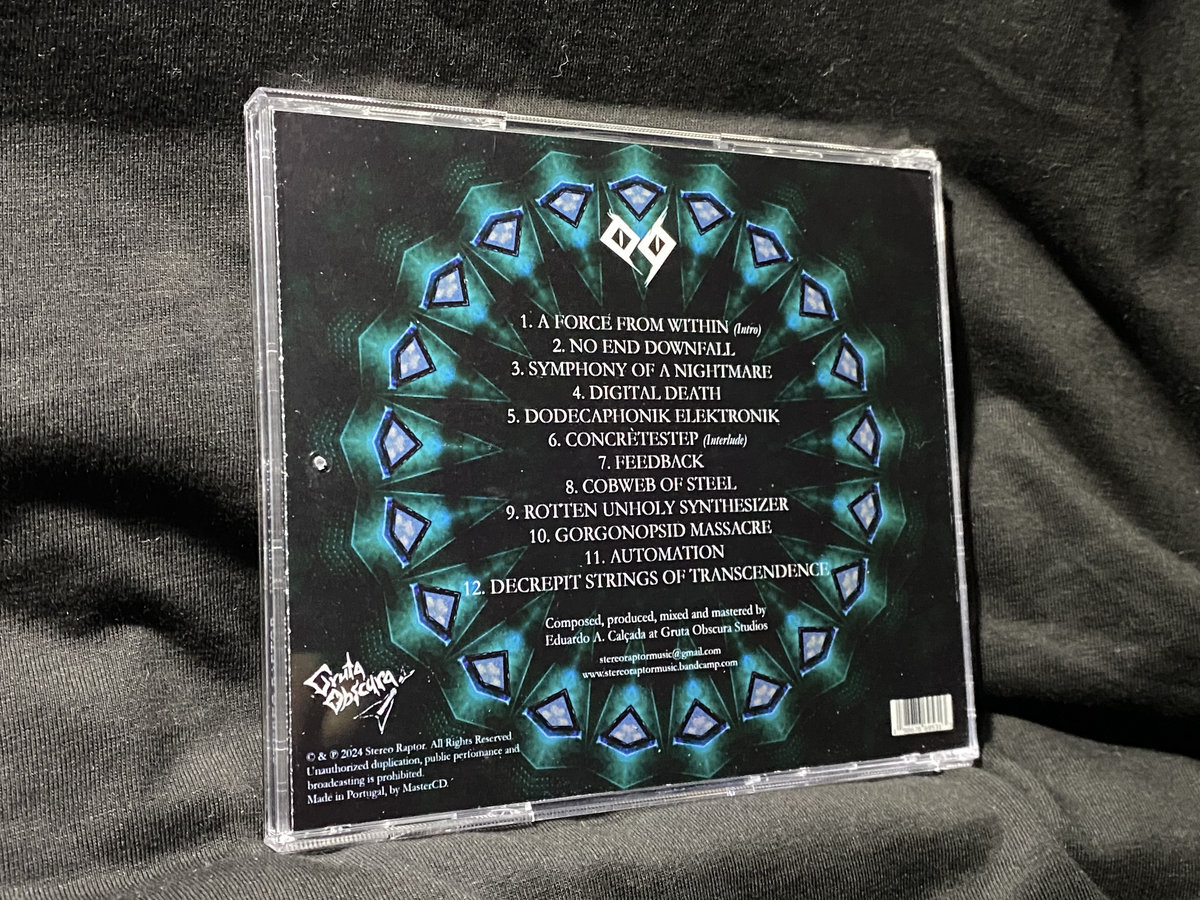 1. A FORCE FROM WITHIN (Intro)
2. NO END DOWNFALL
3. SYMPHONY OF A NIGHTMARE
4. DIGITAL DEATH
5. DODECAPHONIK ELEKTRONIK
6. CONCRÈTESTEP (Interlude)
7. FEEDBACK
8. COBWEB OF STEEL
9. ROTTEN UNHOLY SYNTHESIZER
10. GORGONOPSID MASSACRE
11. AUTOMATION
12. DECREPIT STRINGS OF TRANSCENDENCE
Composed, produced, mixed and mastered by
Eduardo A. Calçada at Gruta Obscura Studios
stereoraptormusic@gmail.com
www.stereoraptormusic.bandcamp.com
Gruta
Obscura
© & ℗ 2024 Stereo Raptor. All Rights Reserved.
Unauthorized duplication, public perfomance and
broadcasting is prohibited.
Made in Portugal, by MasterCD.